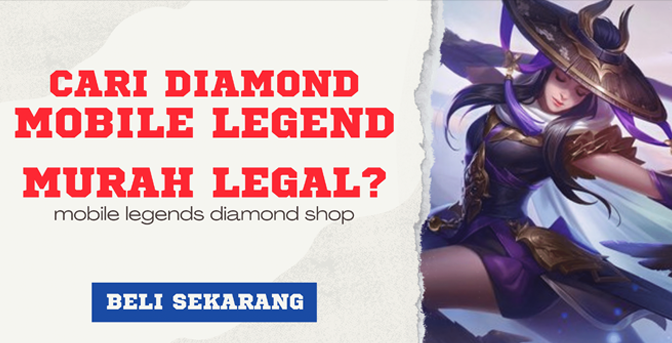 CARI DIAMOND
MOBILE LEGEND
MURAH LEGAL?
mobile legends diamond shop
BELI SEKARANG